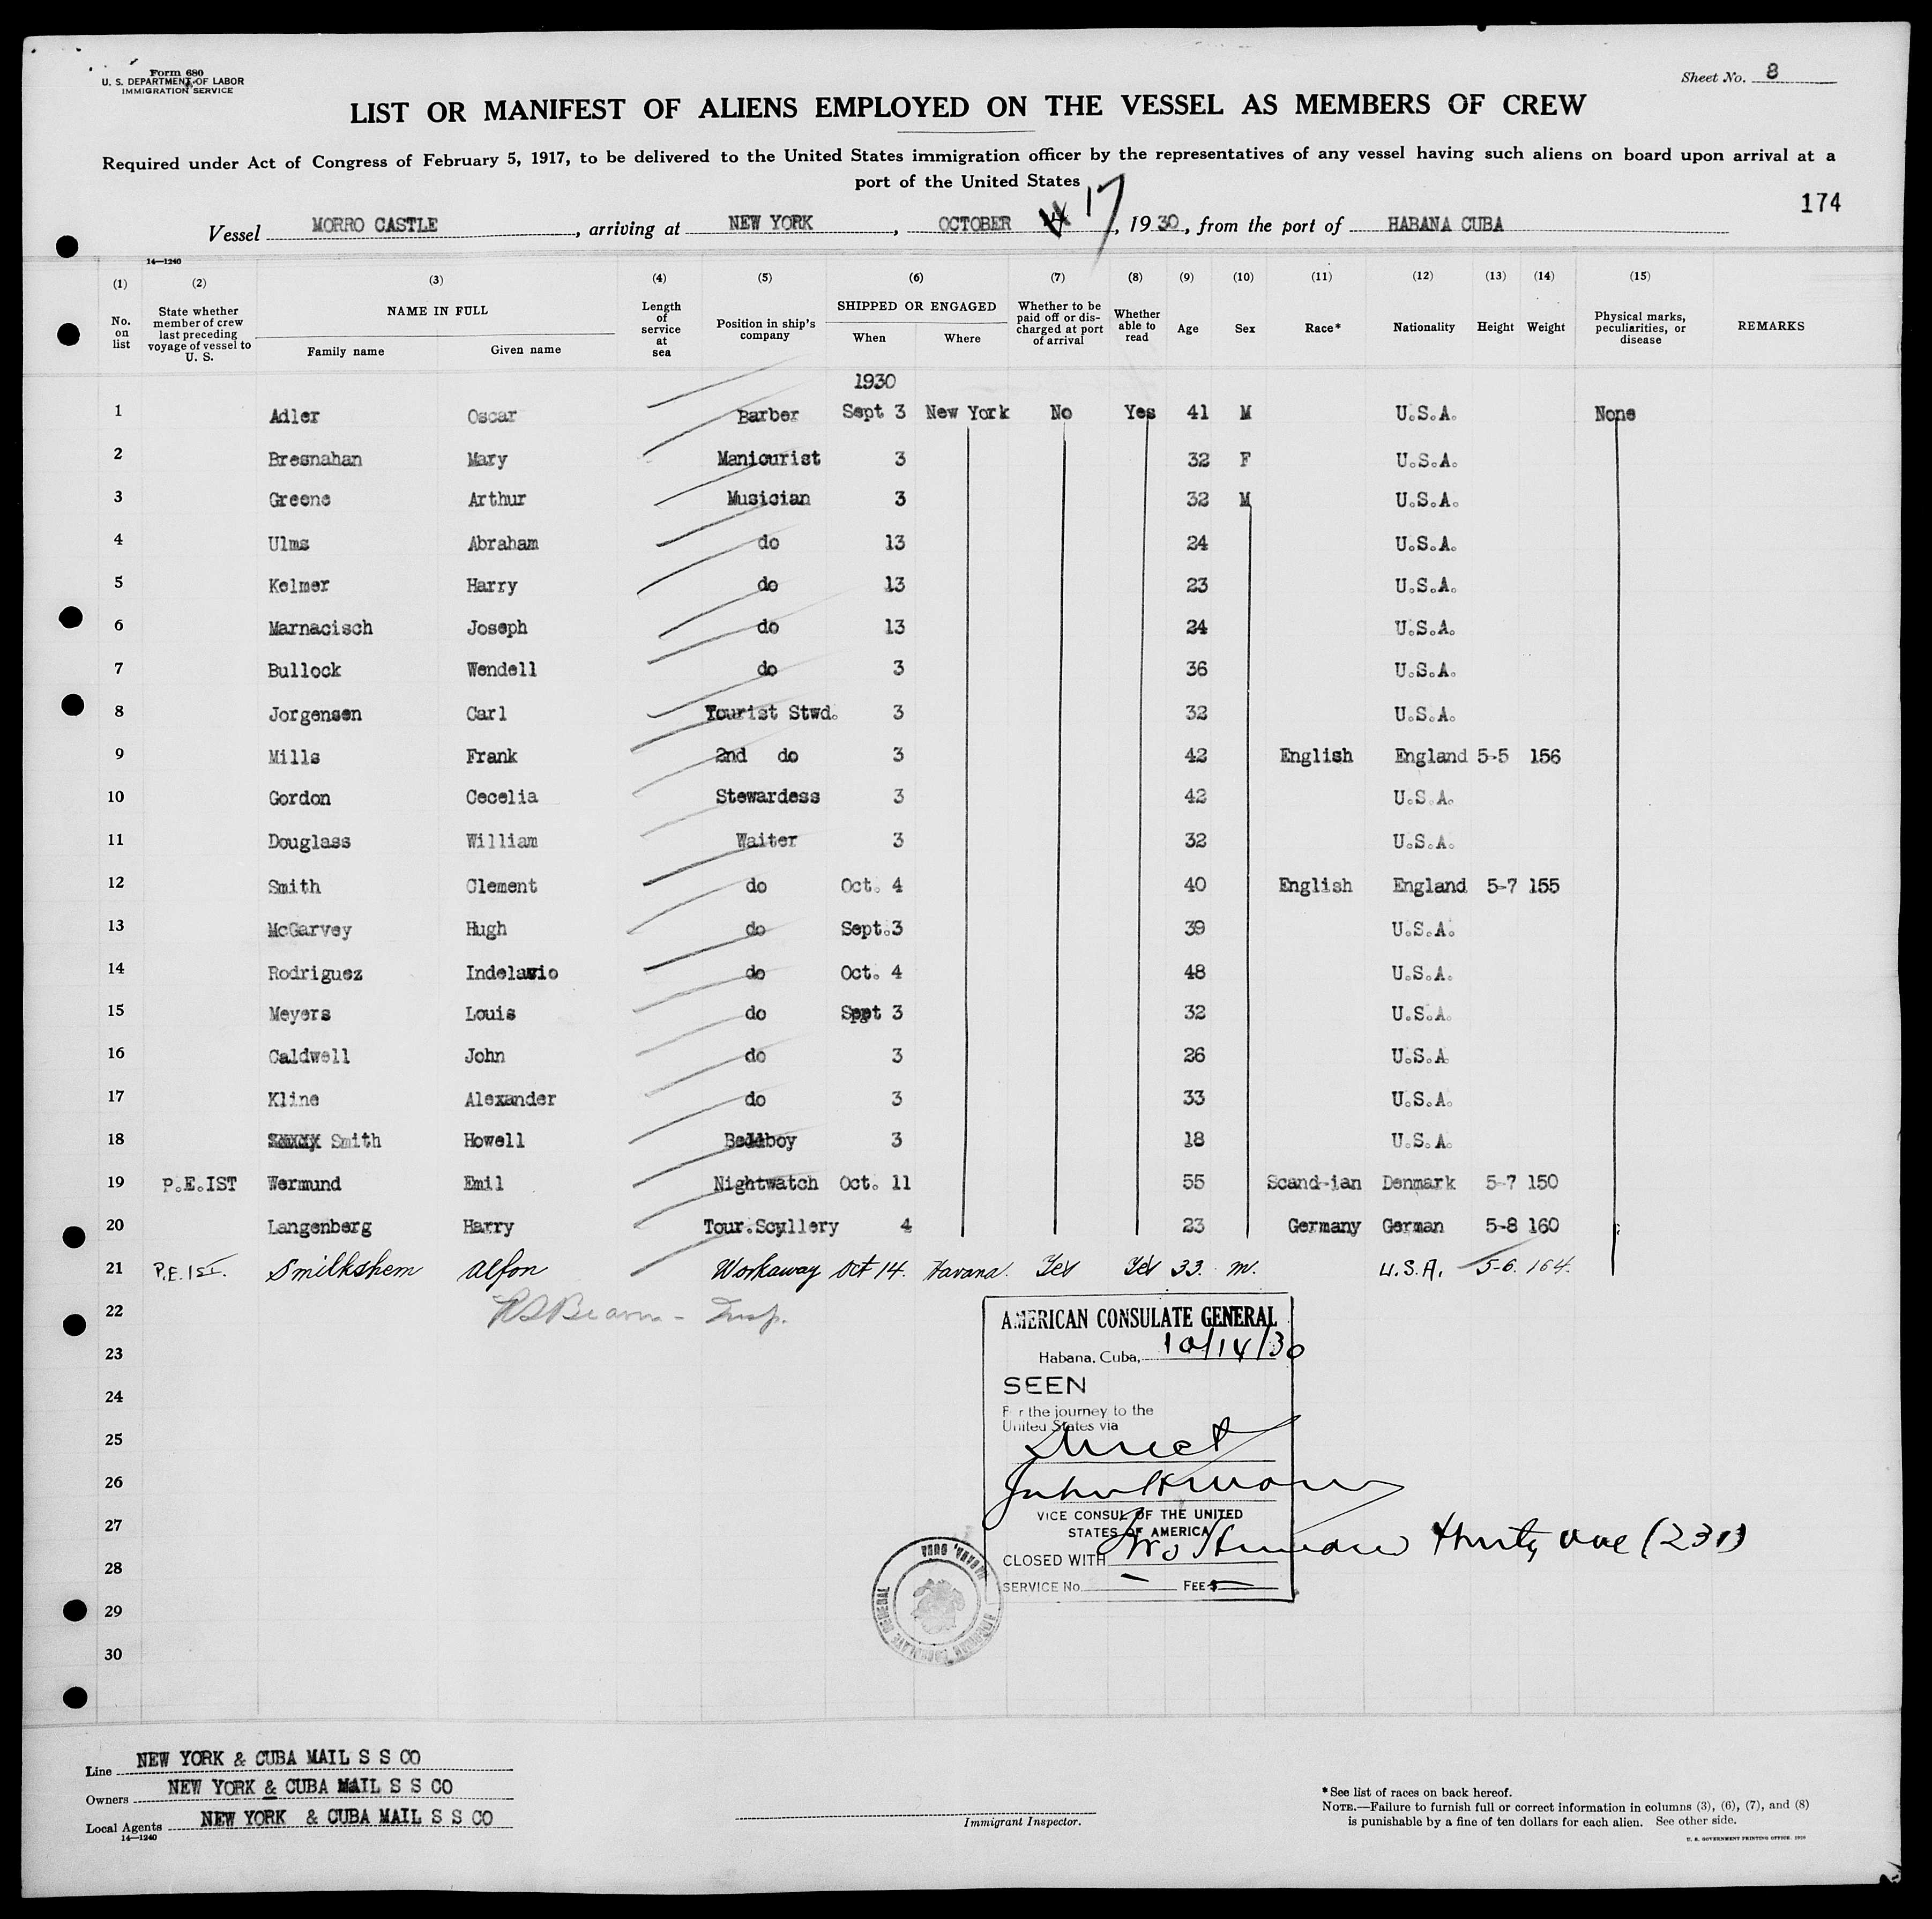 Form 680
U. S. DEPARTMENT OF LABOR
IMMIGRATION SERVICE
Sheet No. 8
LIST OR MANIFEST OF ALIENS EMPLOYED ON THE VESSEL AS MEMBERS OF CREW
Required under Act of Congress of February 5, 1917, to be delivered to the United States immigration officer by the representatives of any vessel having such aliens on board upon arrival at a
port of the United States
174
Vessel MORRO CASTLE, arriving at NEW YORK, OCTOBER 17, 1930, from the port of HABANA CUBA
14—1240
(1) (2) (3) (4) (5) (6) (7) (8) (9) (10) (11) (12) (13) (14) (15)
No. on list
State whether member of crew last preceding voyage of vessel to U. S.
NAME IN FULL
Family name Given name
Length of service at sea
Position in ship's company
SHIPPED OR ENGAGED
When Where
Whether to be paid off or discharged at port of arrival
Whether able to read
Age Sex Race* Nationality Height Weight
Physical marks, peculiarities, or disease
REMARKS
1930
1 Adler Oscar Barber Sept 3 New York No Yes 41 M U.S.A. None
2 Bresnahan Mary Manicurist 3 32 F U.S.A.
3 Greene Arthur Musician 3 32 M U.S.A.
4 Ulms Abraham do 13 24 U.S.A.
5 Kelmer Harry do 13 23 U.S.A.
6 Marnacisch Joseph do 13 24 U.S.A.
7 Bullock Wendell do 3 36 U.S.A.
8 Jorgensen Carl Tourist Stwd. 3 32 U.S.A.
9 Mills Frank 2nd do 3 42 English England 5-5 156
10 Gordon Cecelia Stewardess 3 42 U.S.A.
11 Douglass William Waiter 3 32 U.S.A.
12 Smith Clement do Oct. 4 40 English England 5-7 155
13 McGarvey Hugh do Sept.3 39 U.S.A.
14 Rodriguez do Oct. 4 48 U.S.A.
15 Meyers Louis do Sept 3 32 U.S.A.
16 Caldwell John do 3 26 U.S.A
17 Kline Alexander do 3 33 U.S.A.
18 Smith Howell Bellboy 3 18 U.S.A.
19 P.E.IST Wermund Emil Nightwatch Oct. 11 55 Scand-ian Denmark 5-7 150
20 Langenberg Harry Tour.Scullery 4 23 Germany German 5-8 160
21 P.E. IST. Smilkshem Alfon Workaway Oct 14. Havana. Yes Yes 33. m. U.S.A. 5-6. 164.
22
23
24
25
26
27
28
29
30
AMERICAN CONSULATE GENERAL
Habana, Cuba, 10/14/30
SEEN
For the journey to the
United States via
Direct
VICE CONSUL OF THE UNITED
STATES OF AMERICA
CLOSED WITH Two Hundred Thirty one (231)
SERVICE No. — FEE $ —
AMERICAN CONSULATE GENERAL HABANA, CUBA
Line NEW YORK & CUBA MAIL S S CO
Owners NEW YORK & CUBA MAIL S S CO
Local Agents NEW YORK & CUBA MAIL S S CO
14—1240
Immigrant Inspector.
*See list of races on back hereof.
NOTE.—Failure to furnish full or correct information in columns (3), (6), (7), and (8)
is punishable by a fine of ten dollars for each alien. See other side.